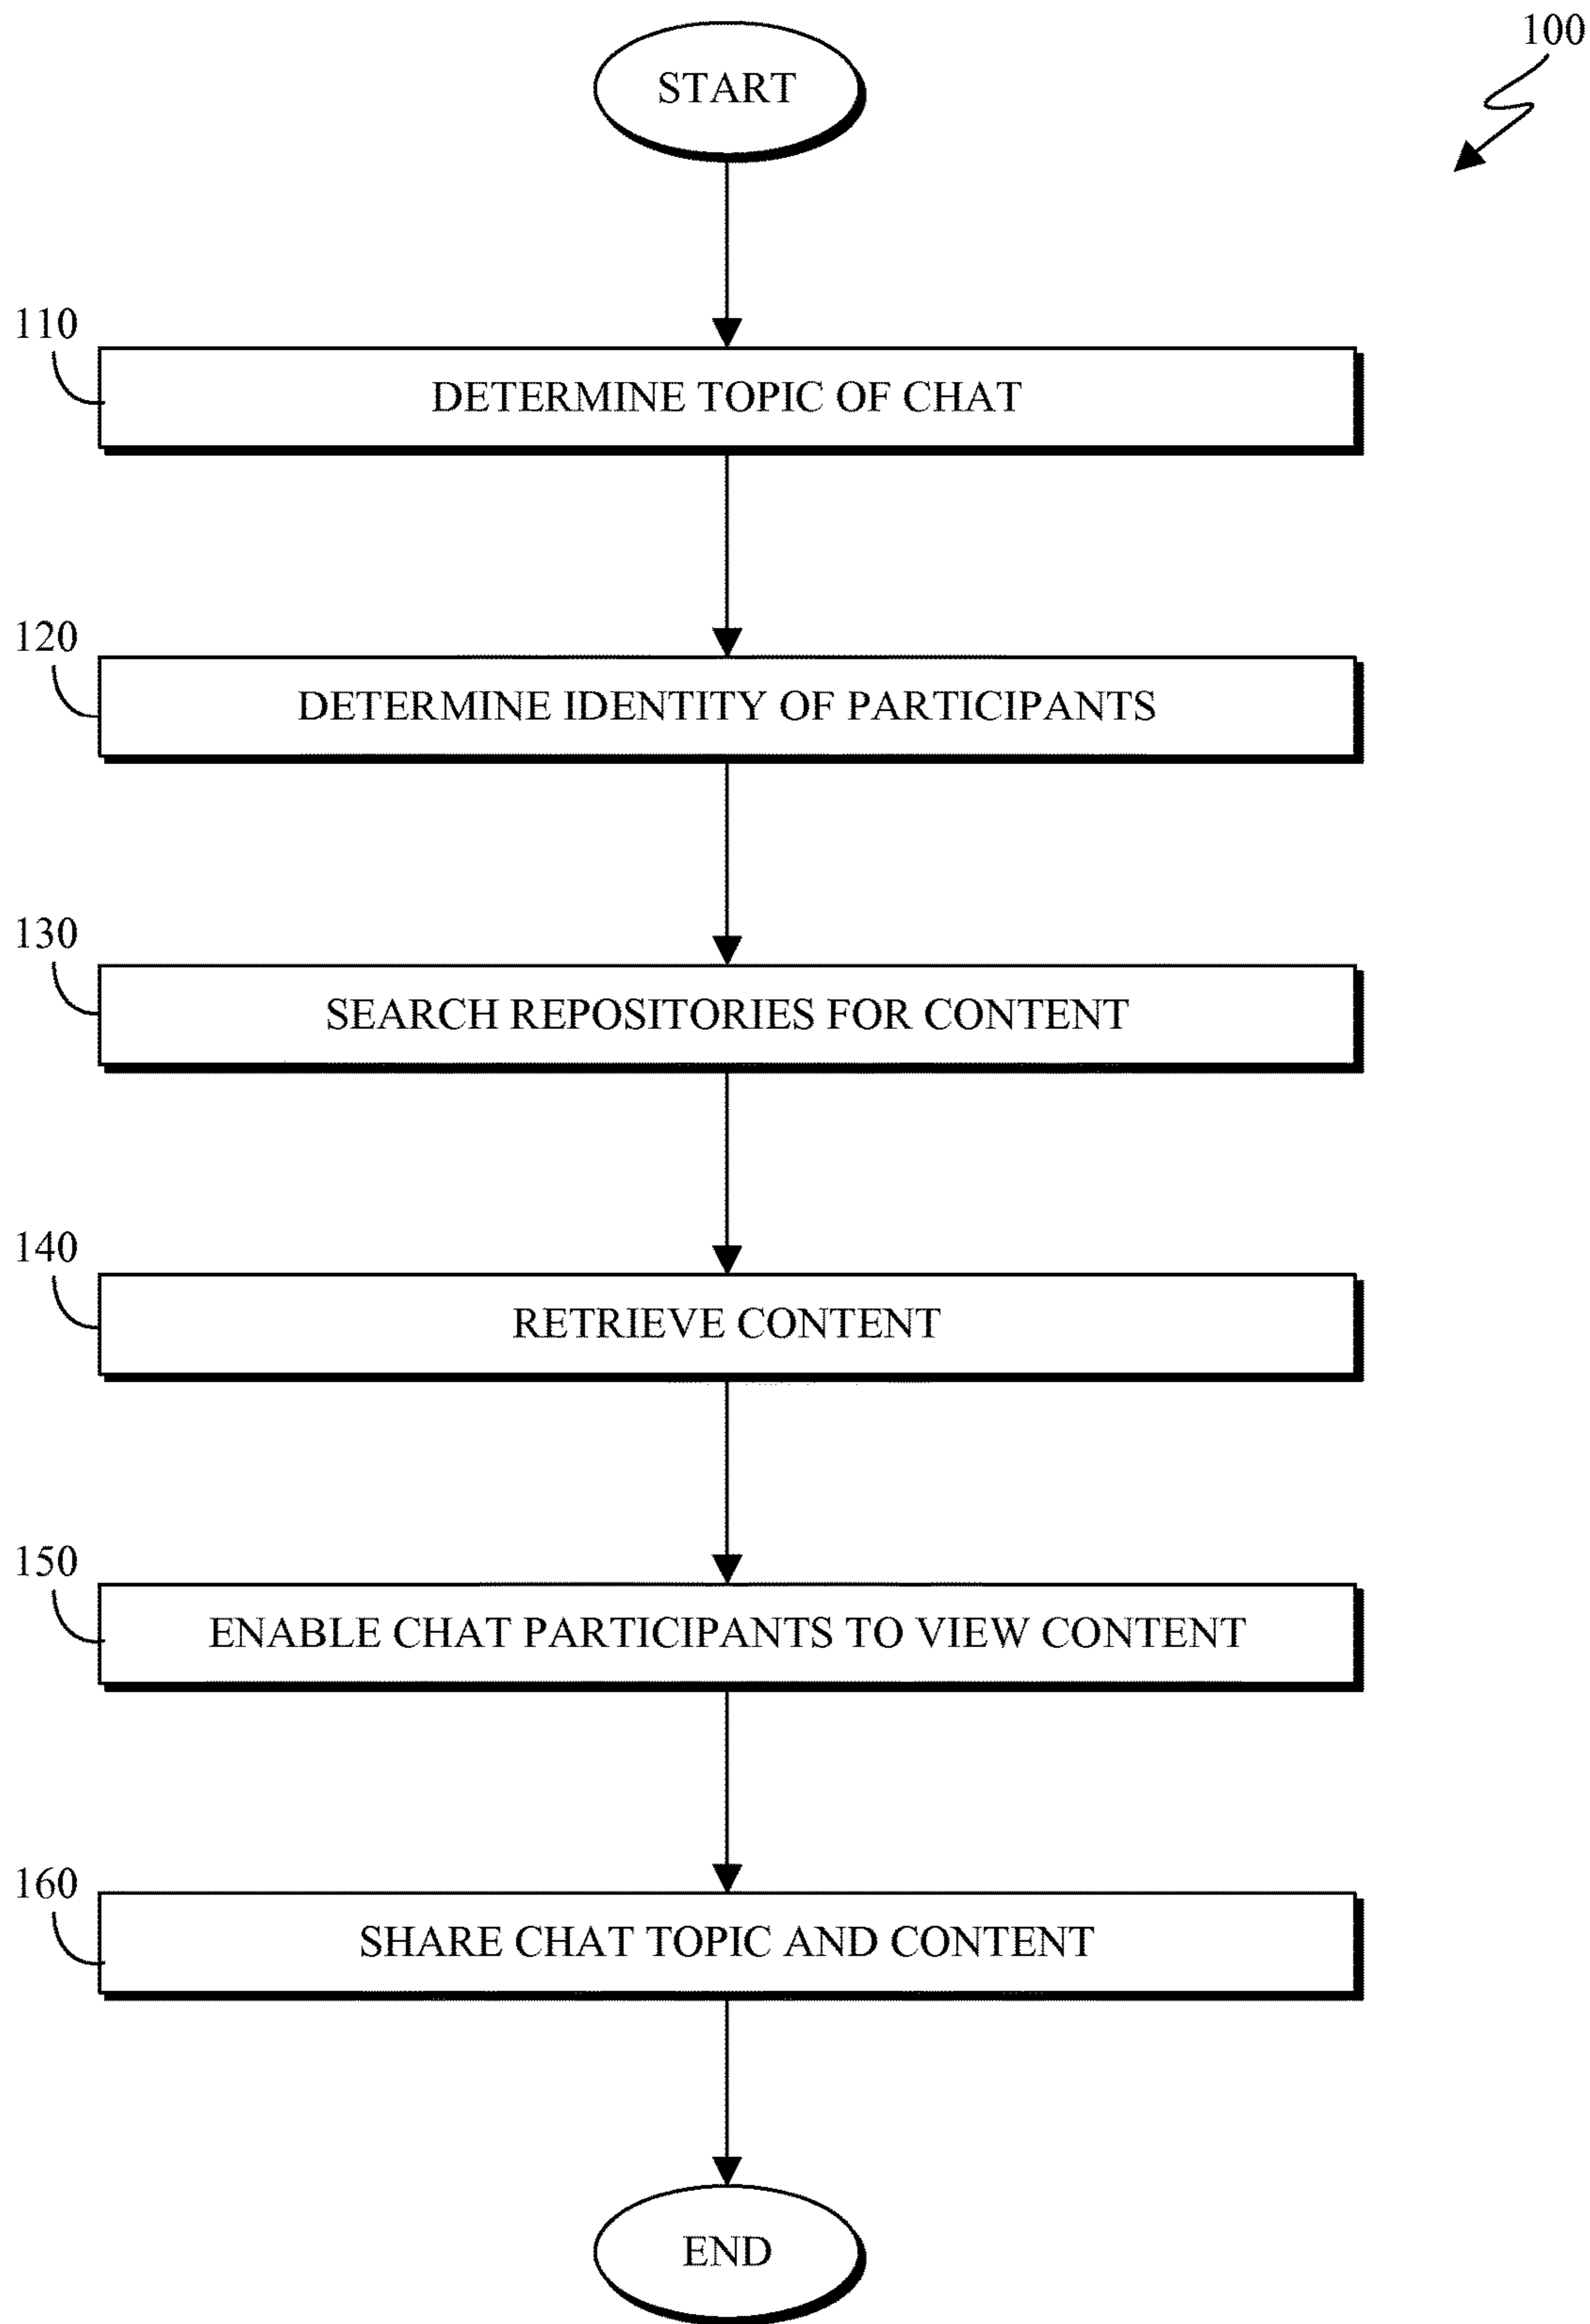 100
START
110
DETERMINE TOPIC OF CHAT
120
DETERMINE IDENTITY OF PARTICIPANTS
130
SEARCH REPOSITORIES FOR CONTENT
140
RETRIEVE CONTENT
150
ENABLE CHAT PARTICIPANTS TO VIEW CONTENT
160
SHARE CHAT TOPIC AND CONTENT
END